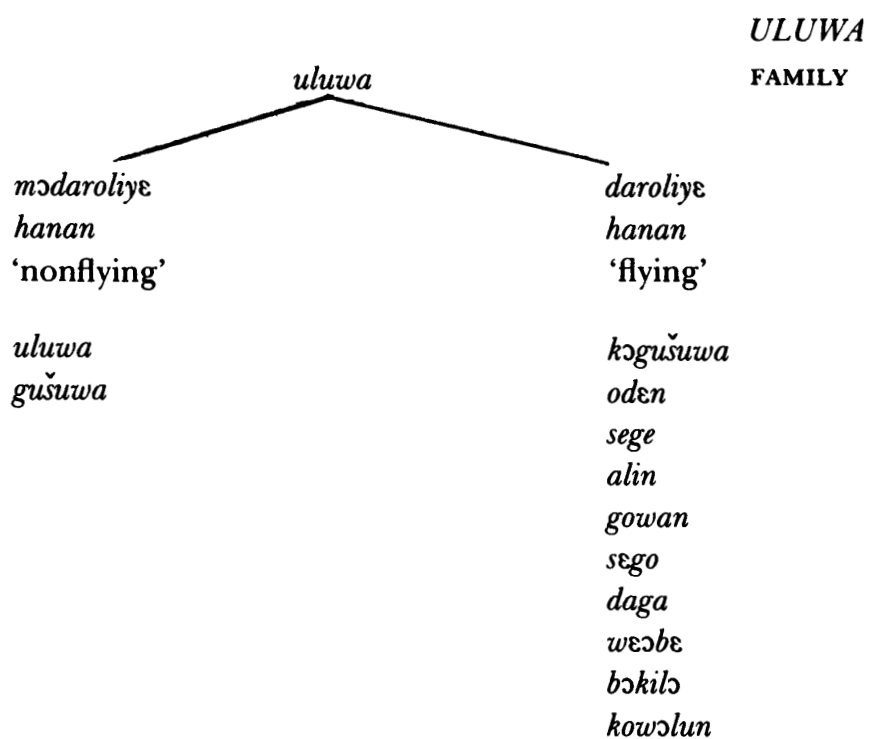 ULUWA
FAMILY
uluwa
mɔdaroliyɛ
hanan
‘nonflying’
uluwa
gušuwa
daroliyɛ
hanan
‘flying’
kɔgušuwa
odɛn
sege
alin
gowan
sɛgo
daga
wɛɔbɛ
bɔkilɔ
kowɔlun